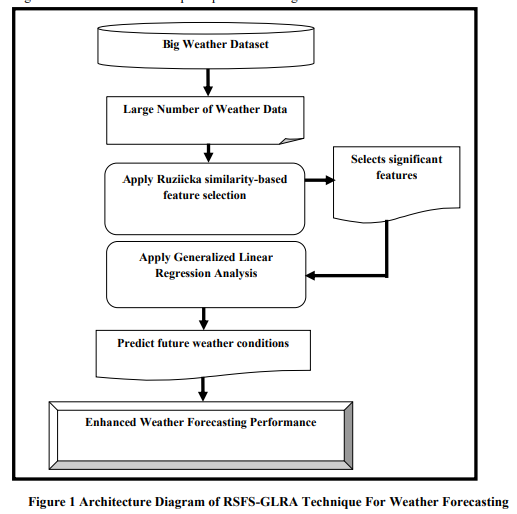 Big Weather Dataset
Large Number of Weather Data
Apply Ruziicka similarity-based
feature selection
Selects significant
features
Apply Generalized Linear
Regression Analysis
Predict future weather conditions
Enhanced Weather Forecasting Performance
Figure 1 Architecture Diagram of RSFS-GLRA Technique For Weather Forecasting